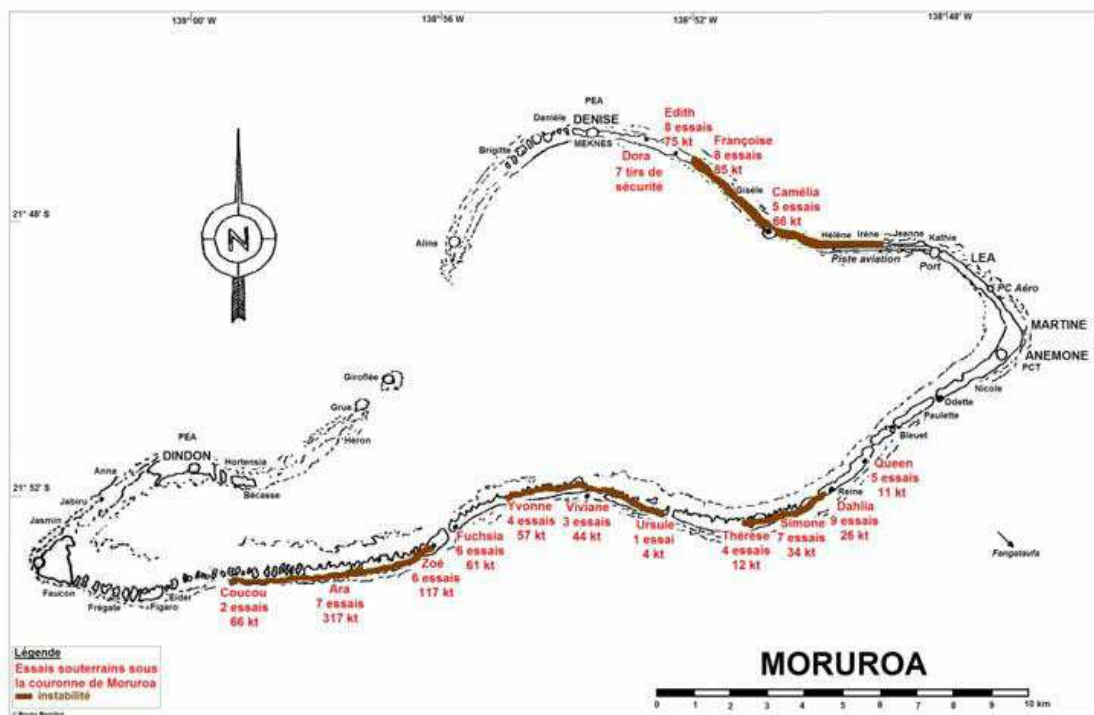 139°00' W
138°56' W
138°52' W
138°48' W
PEA
DENISE
MEKNES
Danièle
Brigitte
Aline
Edith
8 essais
75 kt
Dora
7 tirs de
sécurité
Françoise
8 essais
85 kt
Gisèle
Camélia
5 essais
66 kt
Hélène
Irène
Jeanne
Kathie
Piste aviation
Port
LEA
PC Aéro
MARTINE
ANEMONE
PCT
Nicole
Odette
Paulette
Bleuet
21° 48' S
N
Giroflée
Grue
Héron
PEA
DINDON
Hortensia
Bécasse
Anne
Jabiru
Jasmin
21° 52' S
Queen
5 essais
11 kt
Reine
Dahlia
9 essais
26 kt
Simone
7 essais
34 kt
Thérèse
4 essais
12 kt
Ursule
1 essai
4 kt
Viviane
3 essais
44 kt
Yvonne
4 essais
57 kt
Fuchsia
6 essais
61 kt
Zoé
6 essais
117 kt
Ara
7 essais
317 kt
Coucou
2 essais
66 kt
Eider
Figaro
Frégate
Faucon
Fangataufa
Légende
Essais souterrains sous
la couronne de Moruroa
instabilité
MORUROA
0 1 2 3 4 5 6 7 8 9 10 km